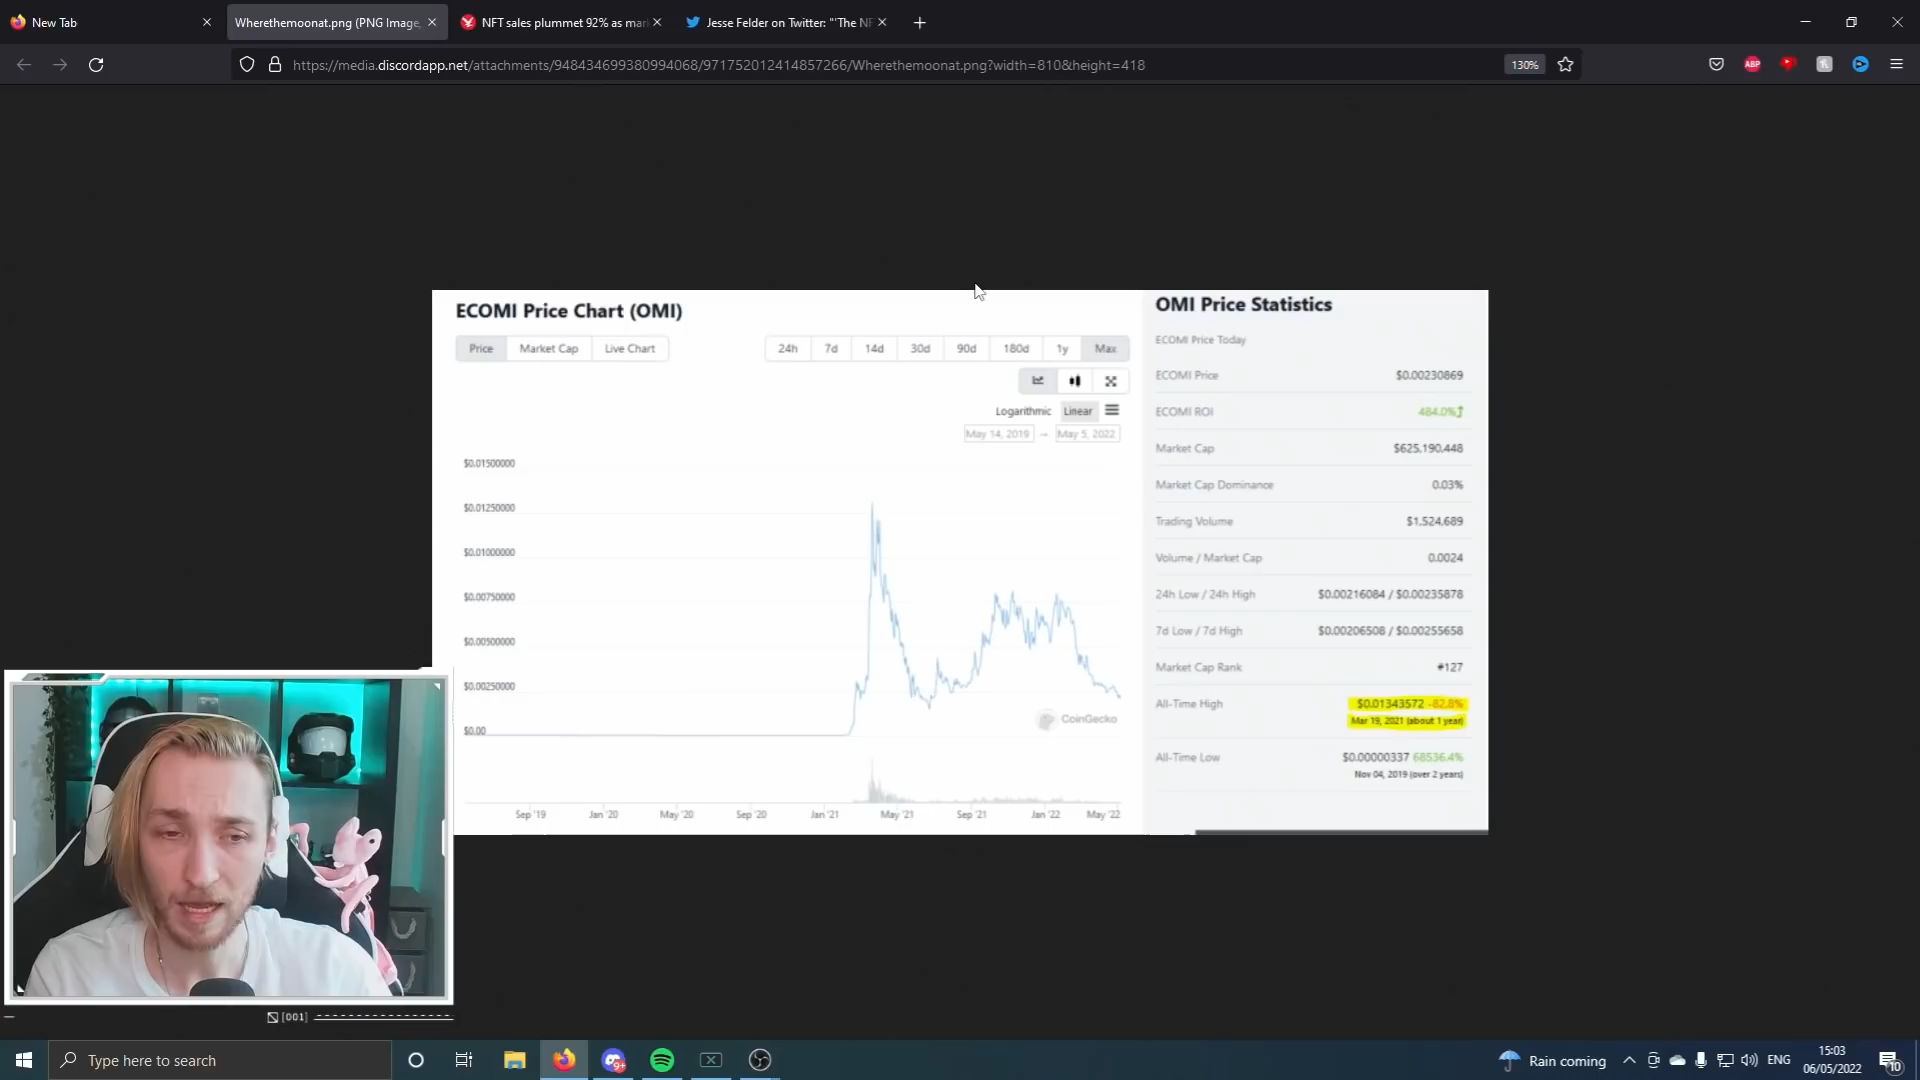 New Tab
Wherethemoonat.png (PNG Image,
NFT sales plummet 92% as mar
Jesse Felder on Twitter: "'The NF
https://media.discordapp.net/attachments/948434699380994068/971752012414857266/Wherethemoonat.png?width=810&height=418
130%
ABP
ECOMI Price Chart (OMI)
Price Market Cap Live Chart
24h 7d 14d 30d 90d 180d 1y Max
Logarithmic Linear
May 14, 2019 → May 5, 2022
$0.01500000
$0.01250000
$0.01000000
$0.00750000
$0.00500000
$0.00250000
$0.00
CoinGecko
Sep '19 Jan '20 May '20 Sep '20 Jan '21 May '21 Sep '21 Jan '22 May '22
OMI Price Statistics
ECOMI Price Today
ECOMI Price $0.00230869
ECOMI ROI 484.0%
Market Cap $625,190,448
Market Cap Dominance 0.03%
Trading Volume $1,524,689
Volume / Market Cap 0.0024
24h Low / 24h High $0.00216084 / $0.00235878
7d Low / 7d High $0.00206508 / $0.00255658
Market Cap Rank #127
All-Time High $0.01343572 -82.8%
Mar 19, 2021 (about 1 year)
All-Time Low $0.00000337 68536.4%
Nov 04, 2019 (over 2 years)
[001]
Type here to search
9+
Rain coming
ENG
15:03
06/05/2022
10